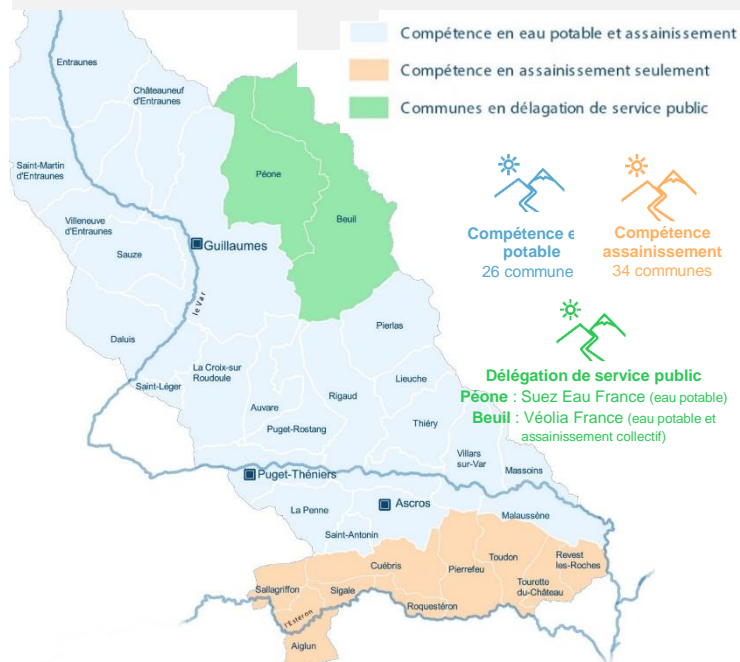 Compétence en eau potable et assainissement
Compétence en assainissement seulement
Communes en délagation de service public
Entraunes
Châteauneuf
d'Entraunes
Saint-Martin
d'Entraunes
Péone
Beuil
Villeneuve
d'Entraunes
Guillaumes
Sauze
le Var
Daluis
Pierlas
La Croix-sur
Roudoule
Saint-Léger
Lieuche
Rigaud
Auvare
Thiéry
Puget-Rostang
Villars
sur-Var
Massoins
Puget-Théniers
Ascros
La Penne
Malaussène
Saint-Antonin
Cuébris
Toudon
Revest
les-Roches
Pierrefeu
Sallagriffon
Sigale
Tourette
du-Château
l'Estéron
Roquestéron
Aiglun
Compétence e
potable
26 commune
Compétence
assainissement
34 communes
Délégation de service public
Péone : Suez Eau France (eau potable)
Beuil : Véolia France (eau potable et
assainissement collectif)